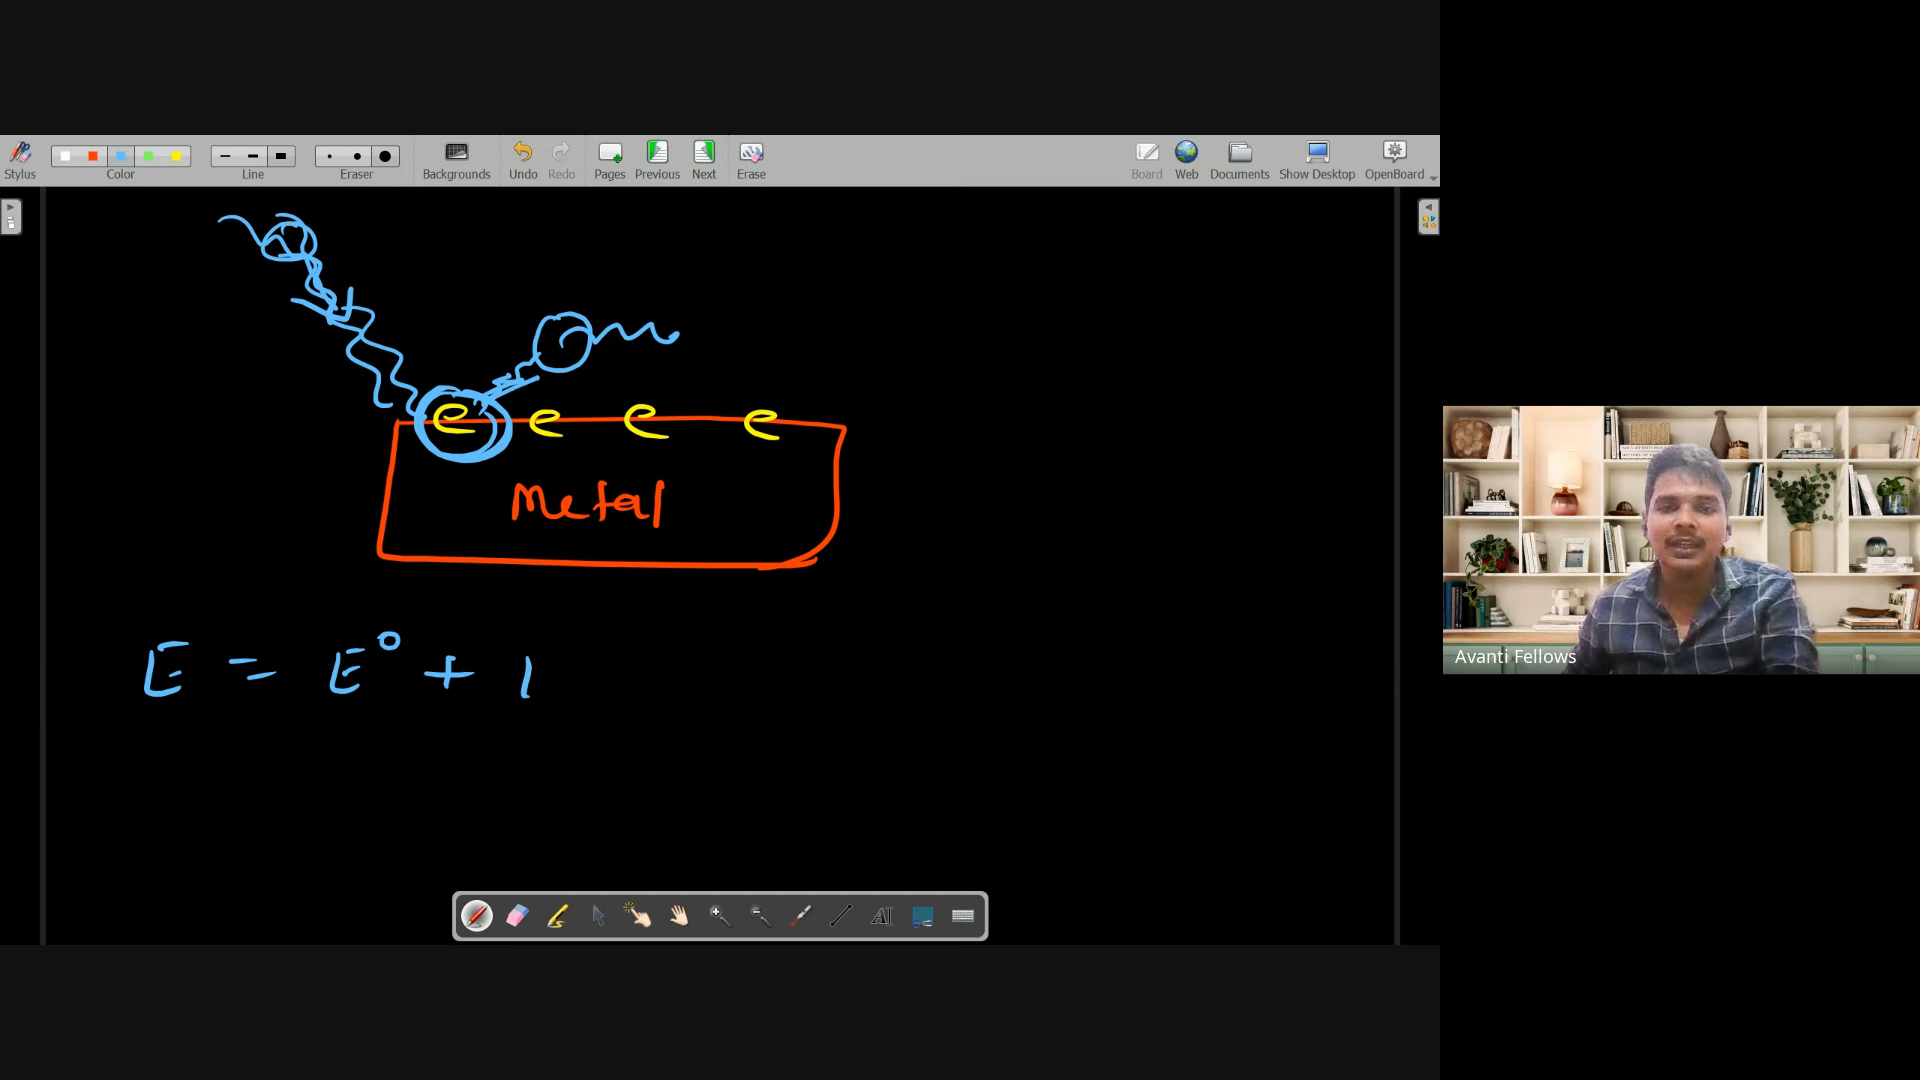 Stylus
Color
Line
Eraser
Backgrounds
Undo
Redo
Pages
Previous
Next
Erase
Board
Web
Documents
Show Desktop
OpenBoard
e e e e
Metal
E = E° + 1
Avanti Fellows